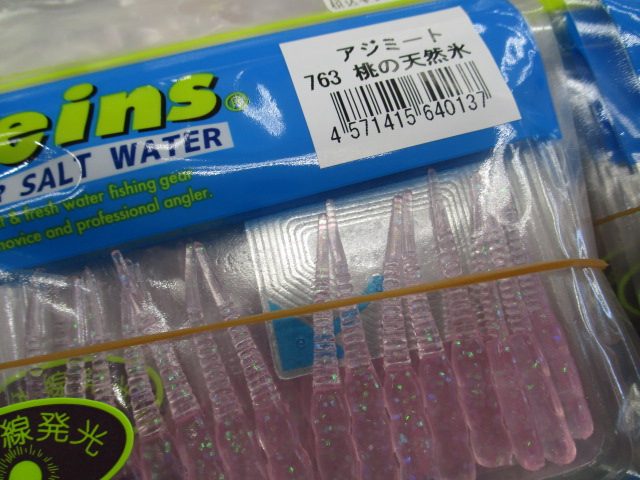 アジミート
763 桃の天然氷
4 571415 640137
eins®
SALT WATER
& fresh water fishing gear
novice and professional angler.
線発光